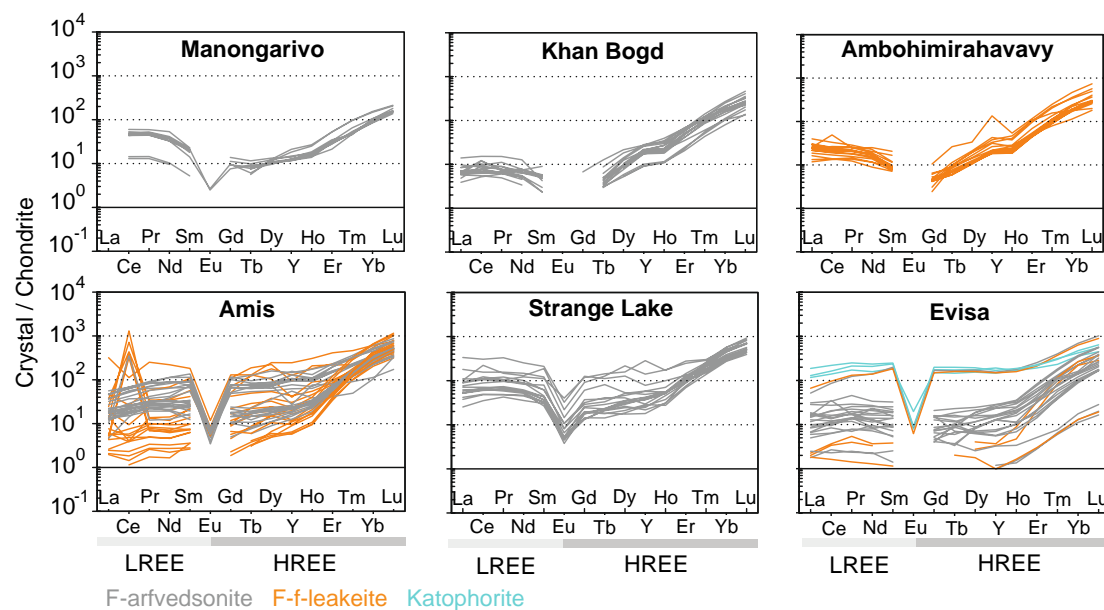 Manongarivo
Khan Bogd
Ambohimirahavavy
10^4
10^3
10^2
10^1
10^0
10^-1
La Pr Sm Gd Dy Ho Tm Lu
Ce Nd Eu Tb Y Er Yb
La Pr Sm Gd Dy Ho Tm Lu
Ce Nd Eu Tb Y Er Yb
La Pr Sm Gd Dy Ho Tm Lu
Ce Nd Eu Tb Y Er Yb
Crystal / Chondrite
Amis
Strange Lake
Evisa
10^4
10^3
10^2
10^1
10^0
10^-1
La Pr Sm Gd Dy Ho Tm Lu
Ce Nd Eu Tb Y Er Yb
La Pr Sm Gd Dy Ho Tm Lu
Ce Nd Eu Tb Y Er Yb
La Pr Sm Gd Dy Ho Tm Lu
Ce Nd Eu Tb Y Er Yb
LREE HREE
LREE HREE
LREE HREE
F-arfvedsonite F-f-leakeite Katophorite